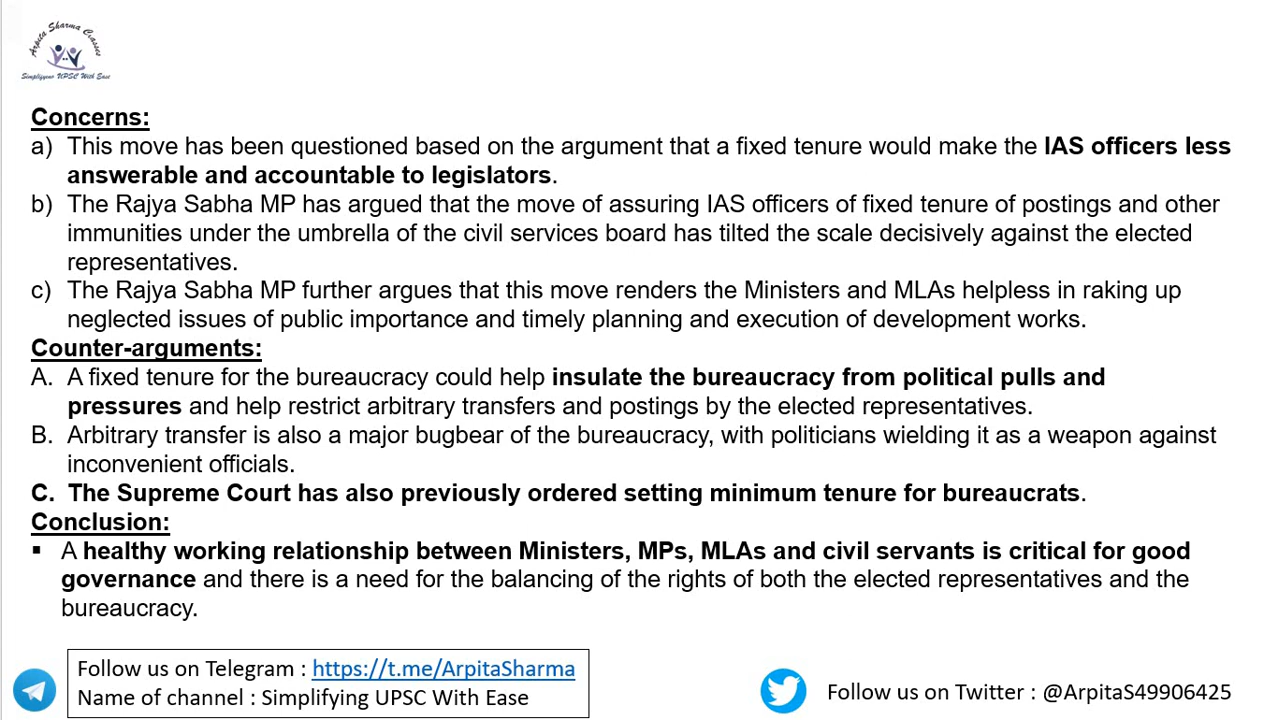 Arpita Sharma Classes
Simplifying UPSC With Ease
Concerns:
a) This move has been questioned based on the argument that a fixed tenure would make the IAS officers less
answerable and accountable to legislators.
b) The Rajya Sabha MP has argued that the move of assuring IAS officers of fixed tenure of postings and other
immunities under the umbrella of the civil services board has tilted the scale decisively against the elected
representatives.
c) The Rajya Sabha MP further argues that this move renders the Ministers and MLAs helpless in raking up
neglected issues of public importance and timely planning and execution of development works.
Counter-arguments:
A. A fixed tenure for the bureaucracy could help insulate the bureaucracy from political pulls and
pressures and help restrict arbitrary transfers and postings by the elected representatives.
B. Arbitrary transfer is also a major bugbear of the bureaucracy, with politicians wielding it as a weapon against
inconvenient officials.
C. The Supreme Court has also previously ordered setting minimum tenure for bureaucrats.
Conclusion:
▪ A healthy working relationship between Ministers, MPs, MLAs and civil servants is critical for good
governance and there is a need for the balancing of the rights of both the elected representatives and the
bureaucracy.
Follow us on Telegram : https://t.me/ArpitaSharma
Name of channel : Simplifying UPSC With Ease
Follow us on Twitter : @ArpitaS49906425